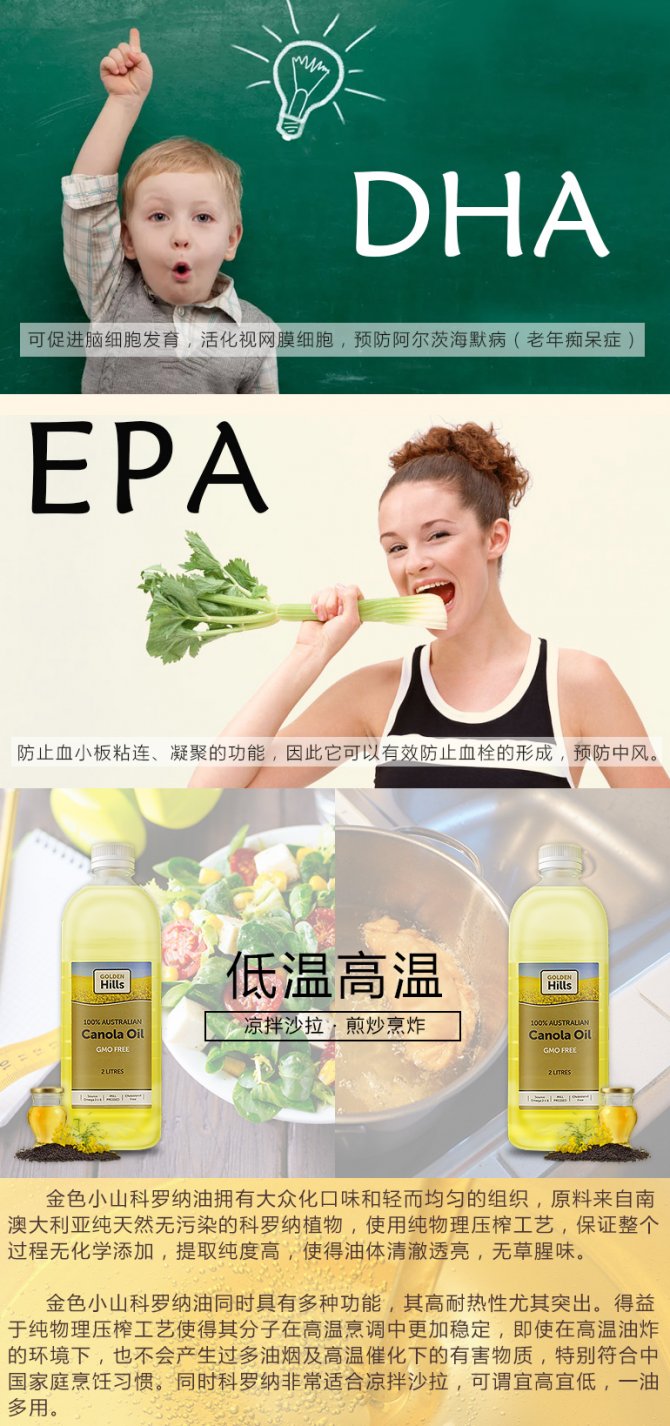 DHA
可促进脑细胞发育，活化视网膜细胞，预防阿尔茨海默病（老年痴呆症）
EPA
防止血小板粘连、凝聚的功能，因此它可以有效防止血栓的形成，预防中风。
低温高温
凉拌沙拉·煎炒烹炸
GOLDEN
Hills
100% AUSTRALIAN
Canola Oil
GMO FREE
2 LITRES
GOLDEN
Hills
100% AUSTRALIAN
Canola Oil
GMO FREE
2 LITRES
金色小山科罗纳油拥有大众化口味和轻而均匀的组织，原料来自南
澳大利亚纯天然无污染的科罗纳植物，使用纯物理压榨工艺，保证整个
过程无化学添加，提取纯度高，使得油体清澈透亮，无草腥味。
金色小山科罗纳油同时具有多种功能，其高耐热性尤其突出。得益
于纯物理压榨工艺使得其分子在高温烹调中更加稳定，即使在高温油炸
的环境下，也不会产生过多油烟及高温催化下的有害物质，特别符合中
国家庭烹饪习惯。同时科罗纳非常适合凉拌沙拉，可谓宜高宜低，一油
多用。